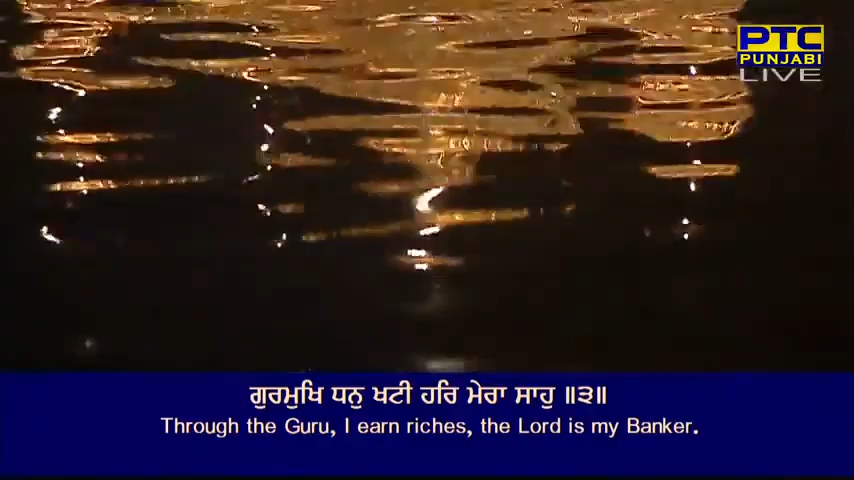 PTC
PUNJABI
LIVE
ਗੁਰਮੁਖਿ ਧਨੁ ਖਟੀ ਹਰਿ ਮੇਰਾ ਸਾਹੁ ॥੩॥
Through the Guru, I earn riches, the Lord is my Banker.